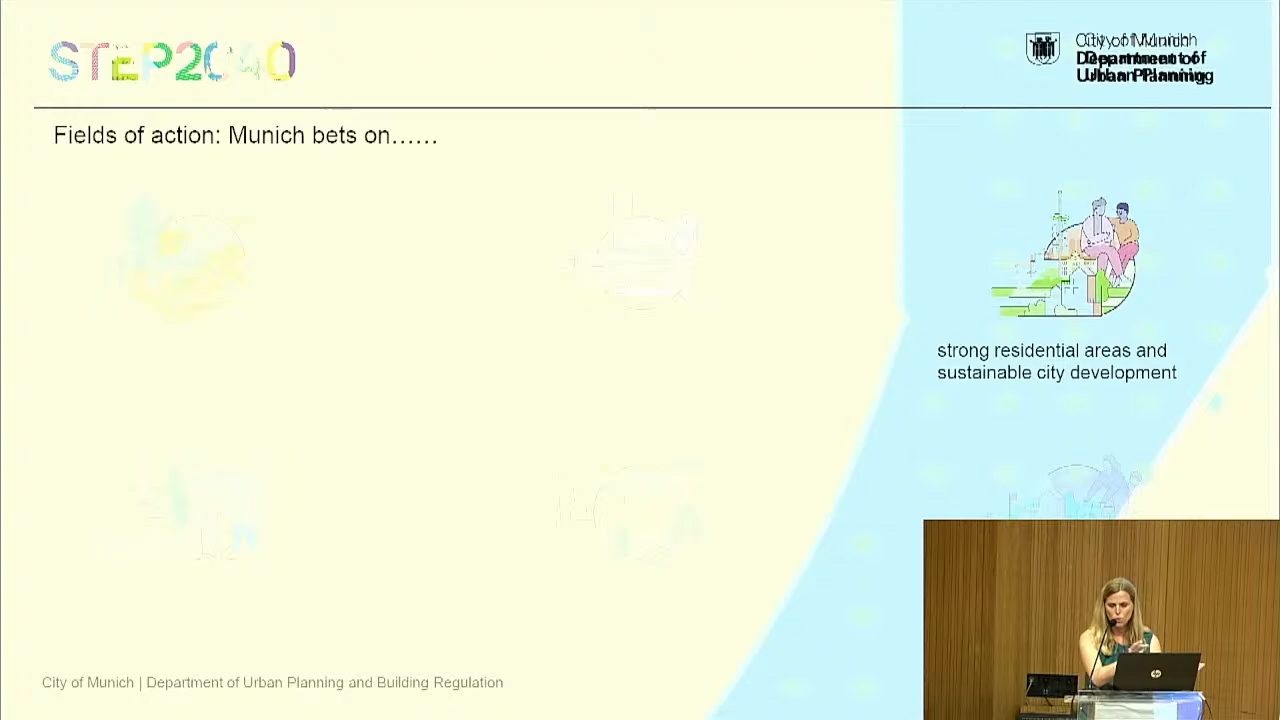 STEP2040
City of Munich
Department of
Urban Planning
Fields of action: Munich bets on……
strong residential areas and
sustainable city development
City of Munich | Department of Urban Planning and Building Regulation